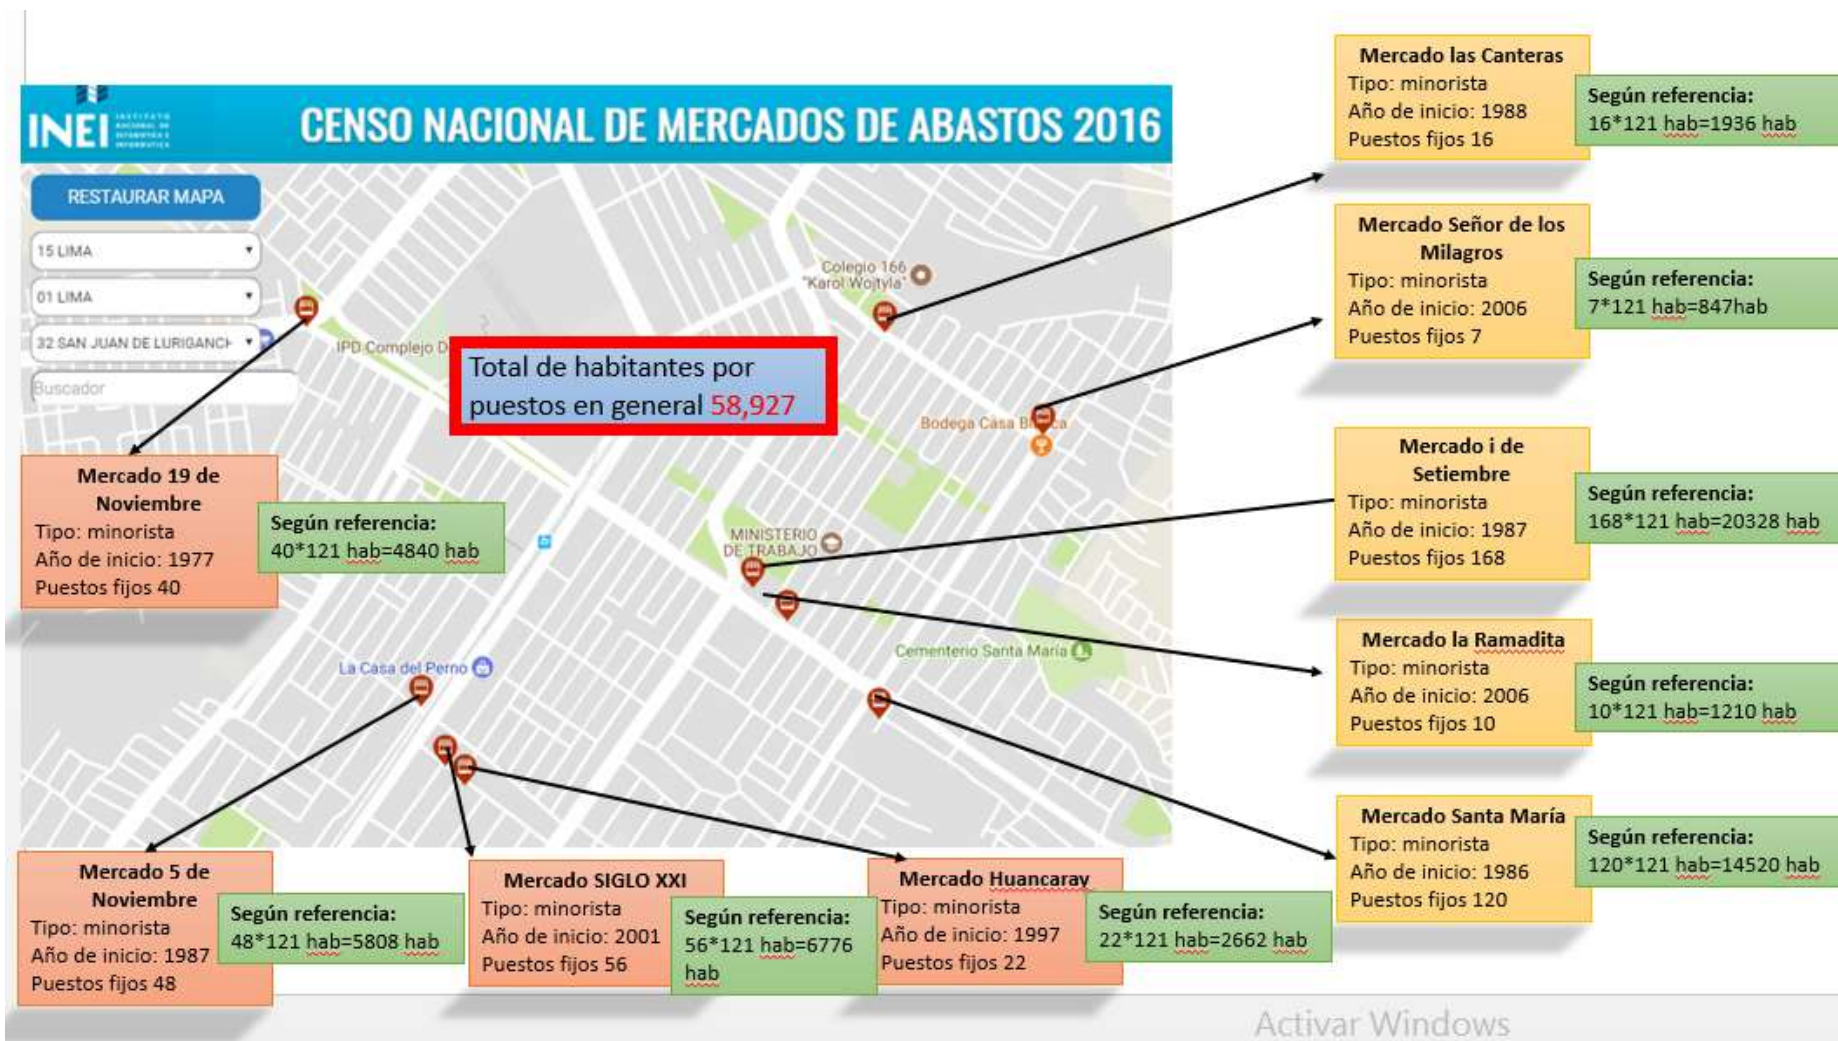 INEI
INSTITUTO
NACIONAL DE
ESTADÍSTICA E
INFORMÁTICA
CENSO NACIONAL DE MERCADOS DE ABASTOS 2016
RESTAURAR MAPA
15 LIMA
01 LIMA
32 SAN JUAN DE LURIGANCH
Buscador
IPD Complejo D
Colegio 166
"Karol Wojtyla"
Total de habitantes por
puestos en general 58,927
Bodega Casa B
MINISTERIO
DE TRABAJO
Cementerio Santa María
La Casa del Perno
Mercado las Canteras
Tipo: minorista
Año de inicio: 1988
Puestos fijos 16
Según referencia:
16*121 hab=1936 hab
Mercado Señor de los
Milagros
Tipo: minorista
Año de inicio: 2006
Puestos fijos 7
Según referencia:
7*121 hab=847hab
Mercado i de
Setiembre
Tipo: minorista
Año de inicio: 1987
Puestos fijos 168
Según referencia:
168*121 hab=20328 hab
Mercado la Ramadita
Tipo: minorista
Año de inicio: 2006
Puestos fijos 10
Según referencia:
10*121 hab=1210 hab
Mercado Santa María
Tipo: minorista
Año de inicio: 1986
Puestos fijos 120
Según referencia:
120*121 hab=14520 hab
Mercado 19 de
Noviembre
Tipo: minorista
Año de inicio: 1977
Puestos fijos 40
Según referencia:
40*121 hab=4840 hab
Mercado 5 de
Noviembre
Tipo: minorista
Año de inicio: 1987
Puestos fijos 48
Según referencia:
48*121 hab=5808 hab
Mercado SIGLO XXI
Tipo: minorista
Año de inicio: 2001
Puestos fijos 56
Según referencia:
56*121 hab=6776
hab
Mercado Huancaray
Tipo: minorista
Año de inicio: 1997
Puestos fijos 22
Según referencia:
22*121 hab=2662 hab
Activar Windows